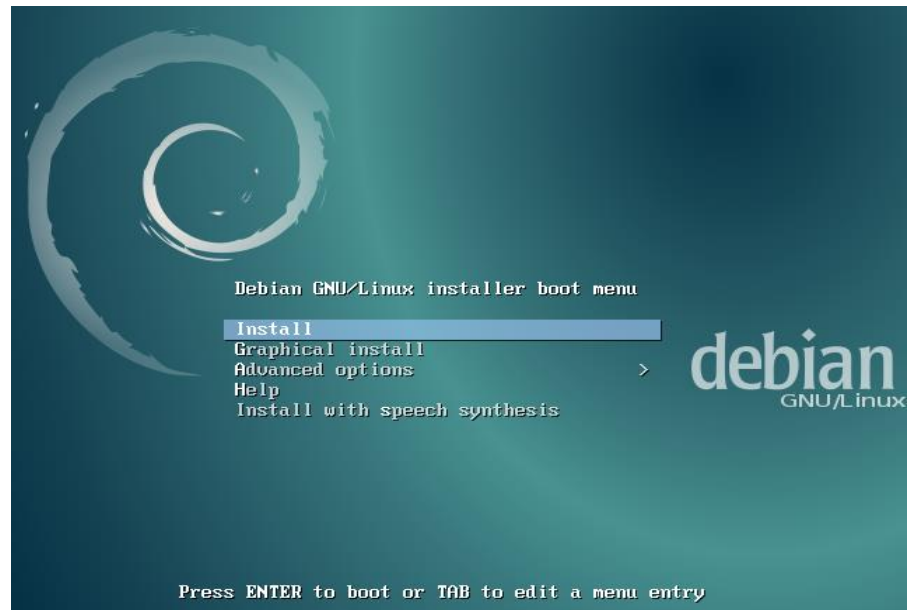 Debian GNU/Linux installer boot menu
Install
Graphical install
Advanced options >
Help
Install with speech synthesis
debian
GNU/Linux
Press ENTER to boot or TAB to edit a menu entry